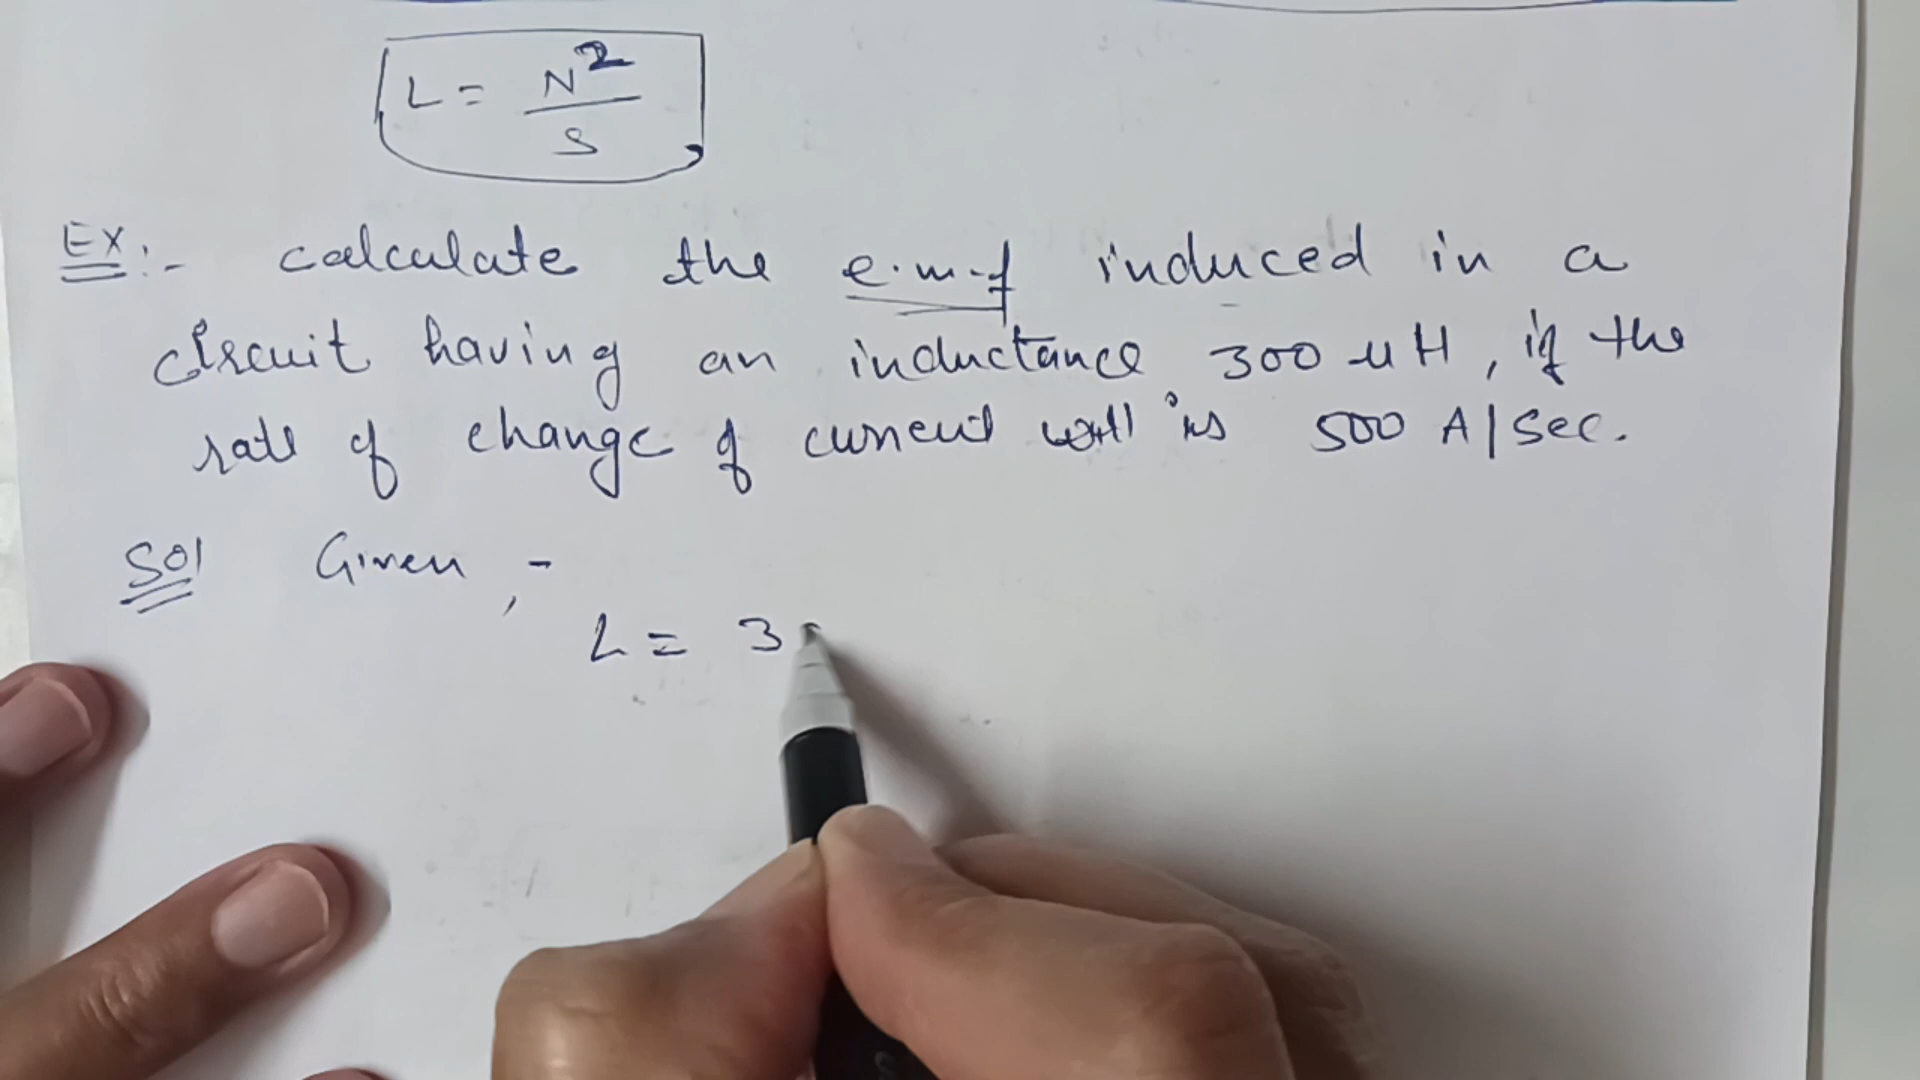 L = N²/S
Ex:- calculate the e.m.f induced in a
circuit having an inductance 300 μH, if the
rate of change of current will is 500 A/sec.
Sol Given,-
L = 3